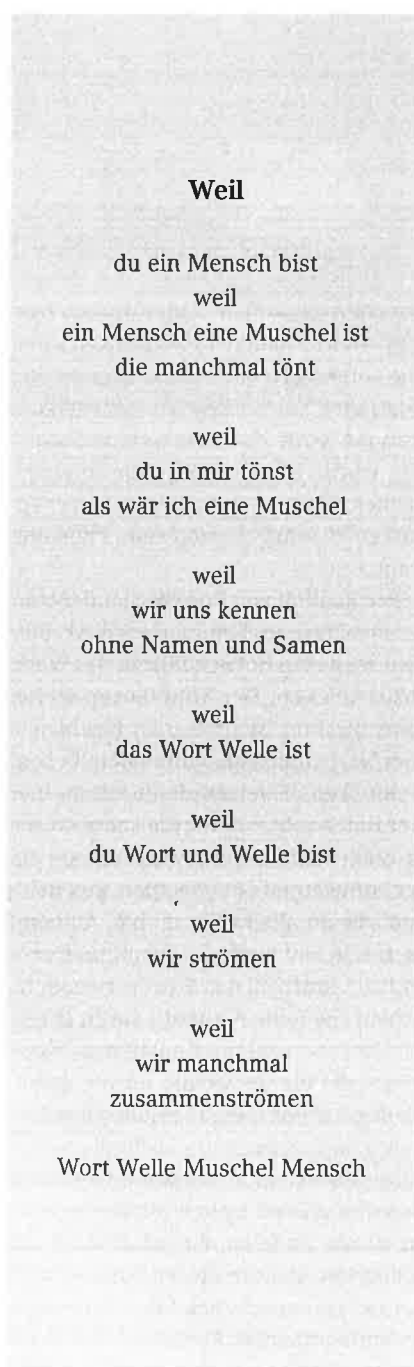 Weil
du ein Mensch bist
weil
ein Mensch eine Muschel ist
die manchmal tönt
weil
du in mir tönst
als wär ich eine Muschel
weil
wir uns kennen
ohne Namen und Samen
weil
das Wort Welle ist
weil
du Wort und Welle bist
weil
wir strömen
weil
wir manchmal
zusammenströmen
Wort Welle Muschel Mensch